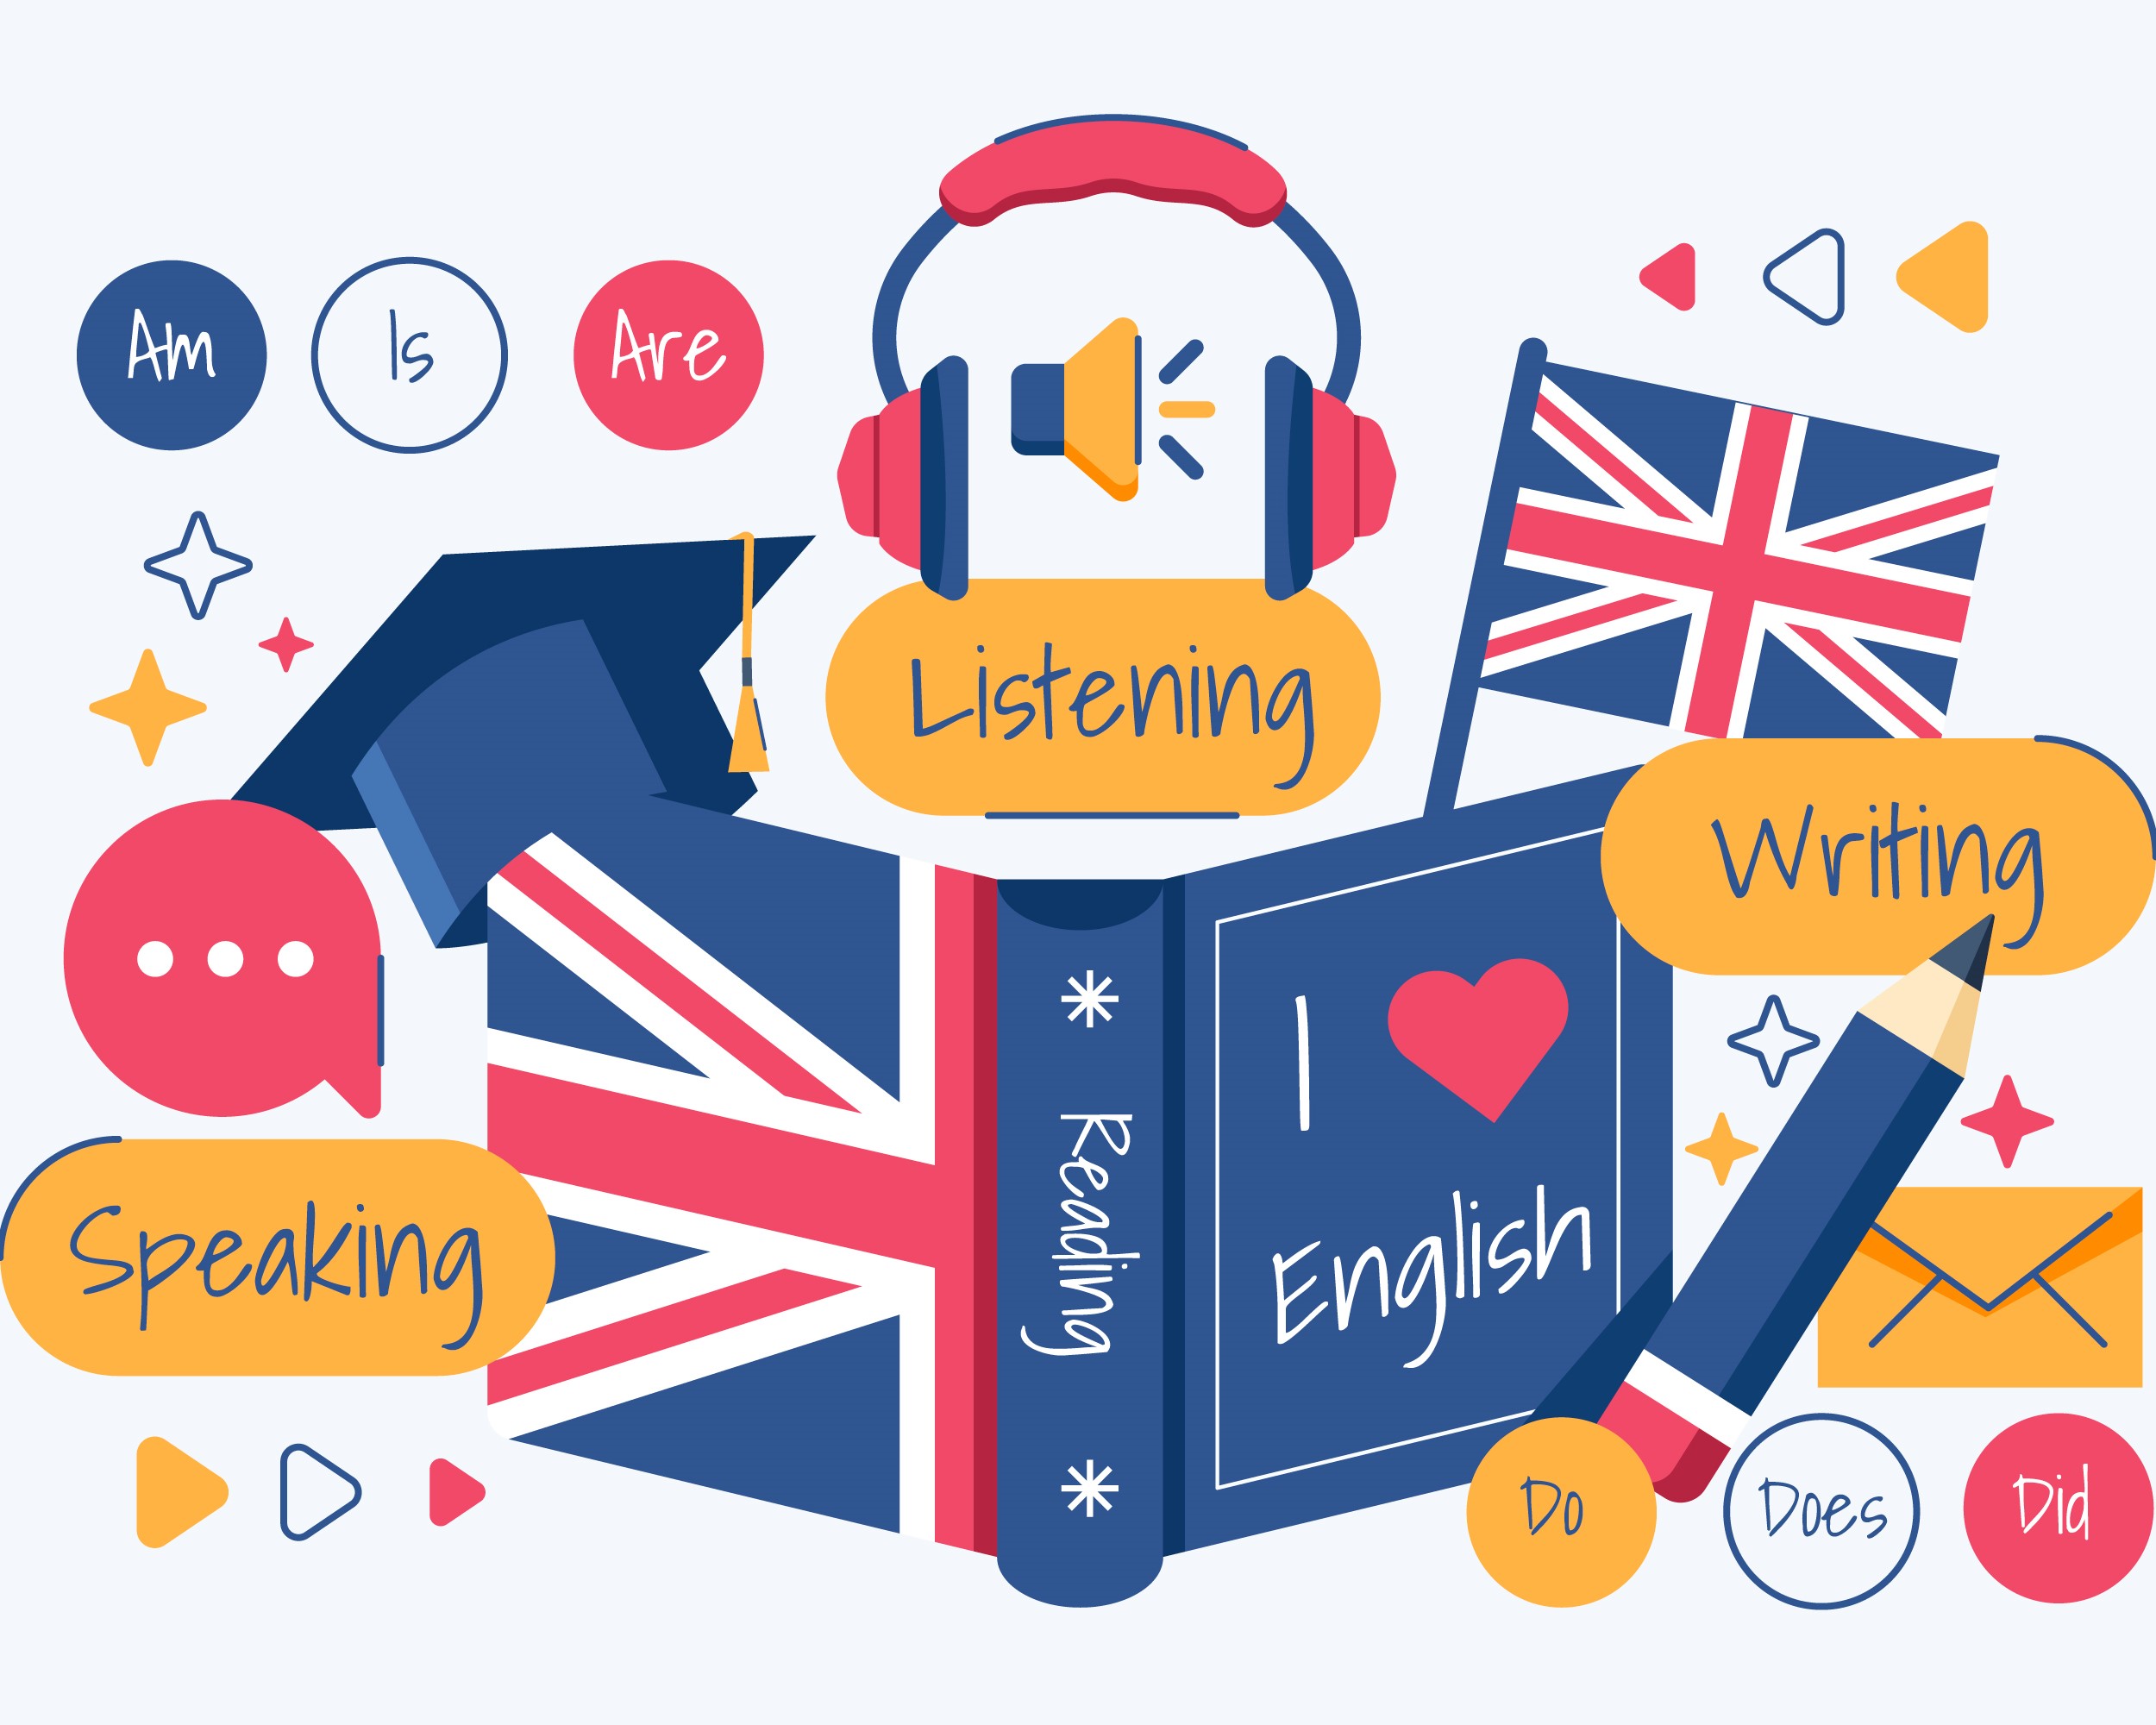 Am
Is
Are
Listening
Writing
I
English
Reading
Speaking
Do
Does
Did